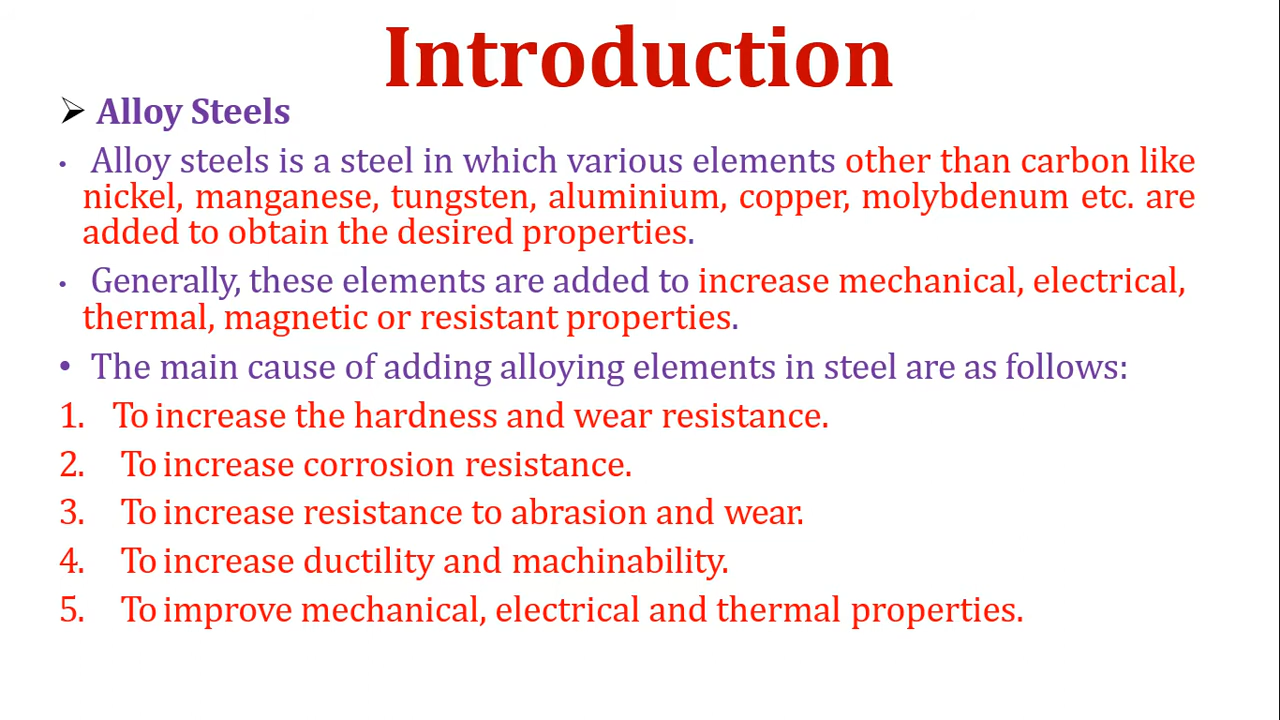 Introduction
➢ Alloy Steels
• Alloy steels is a steel in which various elements other than carbon like
nickel, manganese, tungsten, aluminium, copper, molybdenum etc. are
added to obtain the desired properties.
• Generally, these elements are added to increase mechanical, electrical,
thermal, magnetic or resistant properties.
• The main cause of adding alloying elements in steel are as follows:
1. To increase the hardness and wear resistance.
2. To increase corrosion resistance.
3. To increase resistance to abrasion and wear.
4. To increase ductility and machinability.
5. To improve mechanical, electrical and thermal properties.